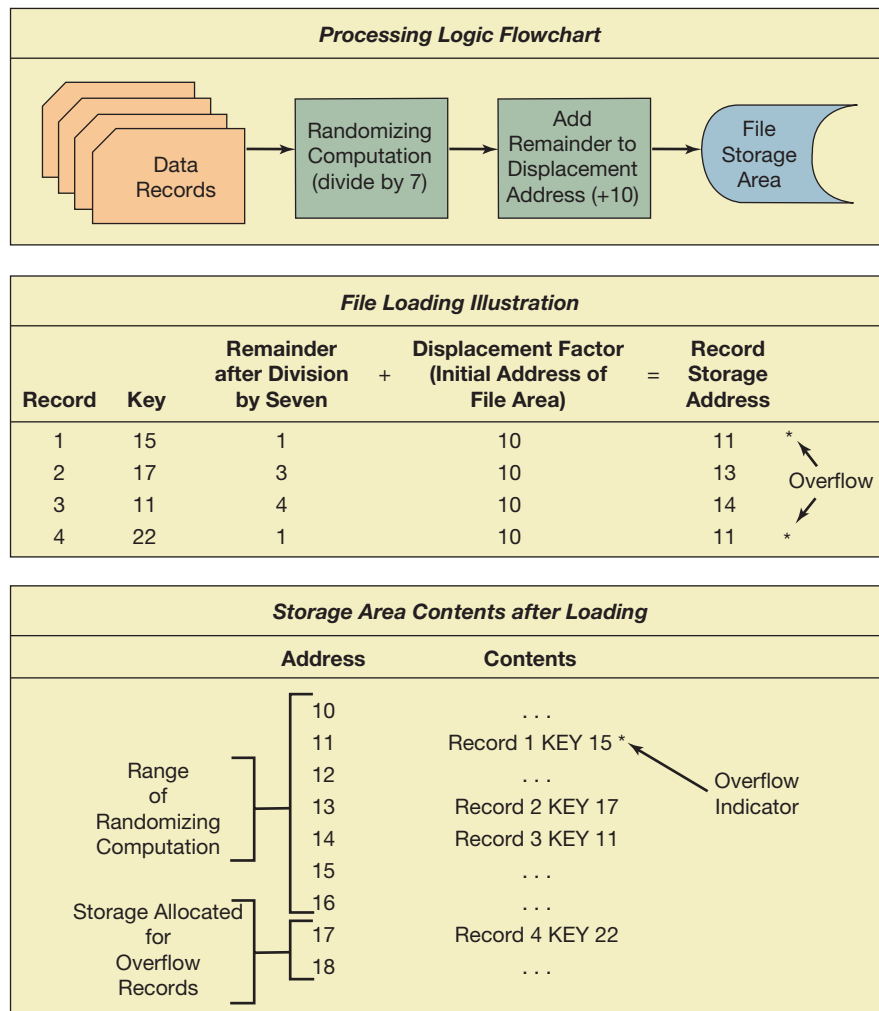 Processing Logic Flowchart
Data
Records
Randomizing
Computation
(divide by 7)
Add
Remainder to
Displacement
Address (+10)
File
Storage
Area
File Loading Illustration
Record Key Remainder after Division by Seven + Displacement Factor (Initial Address of File Area) = Record Storage Address
1 15 1 10 11 *
2 17 3 10 13
Overflow
3 11 4 10 14
4 22 1 10 11 *
Storage Area Contents after Loading
Address Contents
10 . . .
11 Record 1 KEY 15 *
12 . . .
13 Record 2 KEY 17
14 Record 3 KEY 11
15 . . .
16 . . .
17 Record 4 KEY 22
18 . . .
Range
of
Randomizing
Computation
Overflow
Indicator
Storage Allocated
for
Overflow
Records